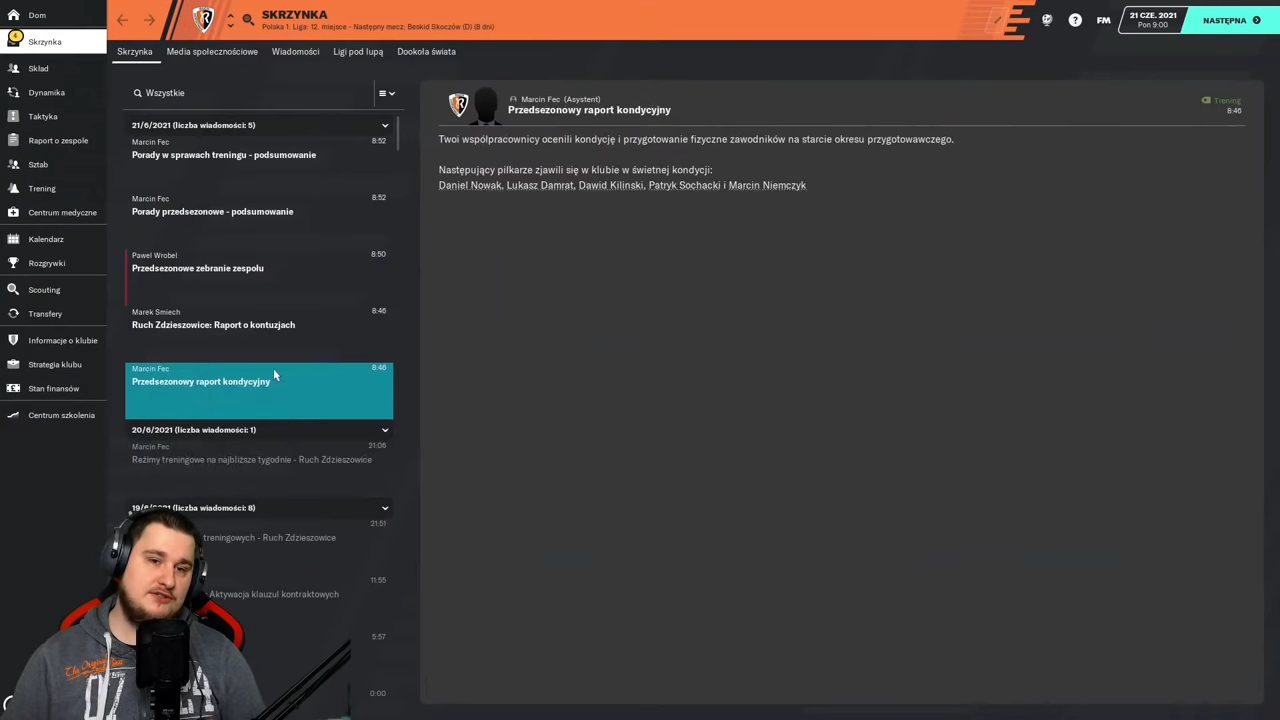 Dom
4
Skrzynka
Skład
Dynamika
Taktyka
Raport o zespole
Sztab
Trening
Centrum medyczne
Kalendarz
Rozgrywki
Scouting
Transfery
Informacje o klubie
Strategia klubu
Stan finansów
Centrum szkolenia
SKRZYNKA
Polska 1. Liga: 12. miejsce - Następny mecz: Beskid Skoczów (D) (8 dni)
FM
21 CZE. 2021
Pon 9:00
NASTĘPNA
Skrzynka
Media społecznościowe
Wiadomości
Ligi pod lupą
Dookoła świata
Wszystkie
21/6/2021 (liczba wiadomości: 5)
Marcin Fec 8:52
Porady w sprawach treningu - podsumowanie
Marcin Fec 8:52
Porady przedsezonowe - podsumowanie
Pawel Wrobel 8:50
Przedsezonowe zebranie zespołu
Marek Smiech 8:46
Ruch Zdzieszowice: Raport o kontuzjach
Marcin Fec 8:46
Przedsezonowy raport kondycyjny
20/6/2021 (liczba wiadomości: 1)
Marcin Fec 21:06
Reżimy treningowe na najbliższe tygodnie - Ruch Zdzieszowice
19/6/2021 (liczba wiadomości: 8)
21:51
treningowych - Ruch Zdzieszowice
11:55
Aktywacja klauzul kontraktowych
5:57
0:00
Marcin Fec (Asystent)
Przedsezonowy raport kondycyjny
Trening
8:46
Twoi współpracownicy ocenili kondycję i przygotowanie fizyczne zawodników na starcie okresu przygotowawczego.
Następujący piłkarze zjawili się w klubie w świetnej kondycji:
Daniel Nowak, Lukasz Damrat, Dawid Kilinski, Patryk Sochacki i Marcin Niemczyk